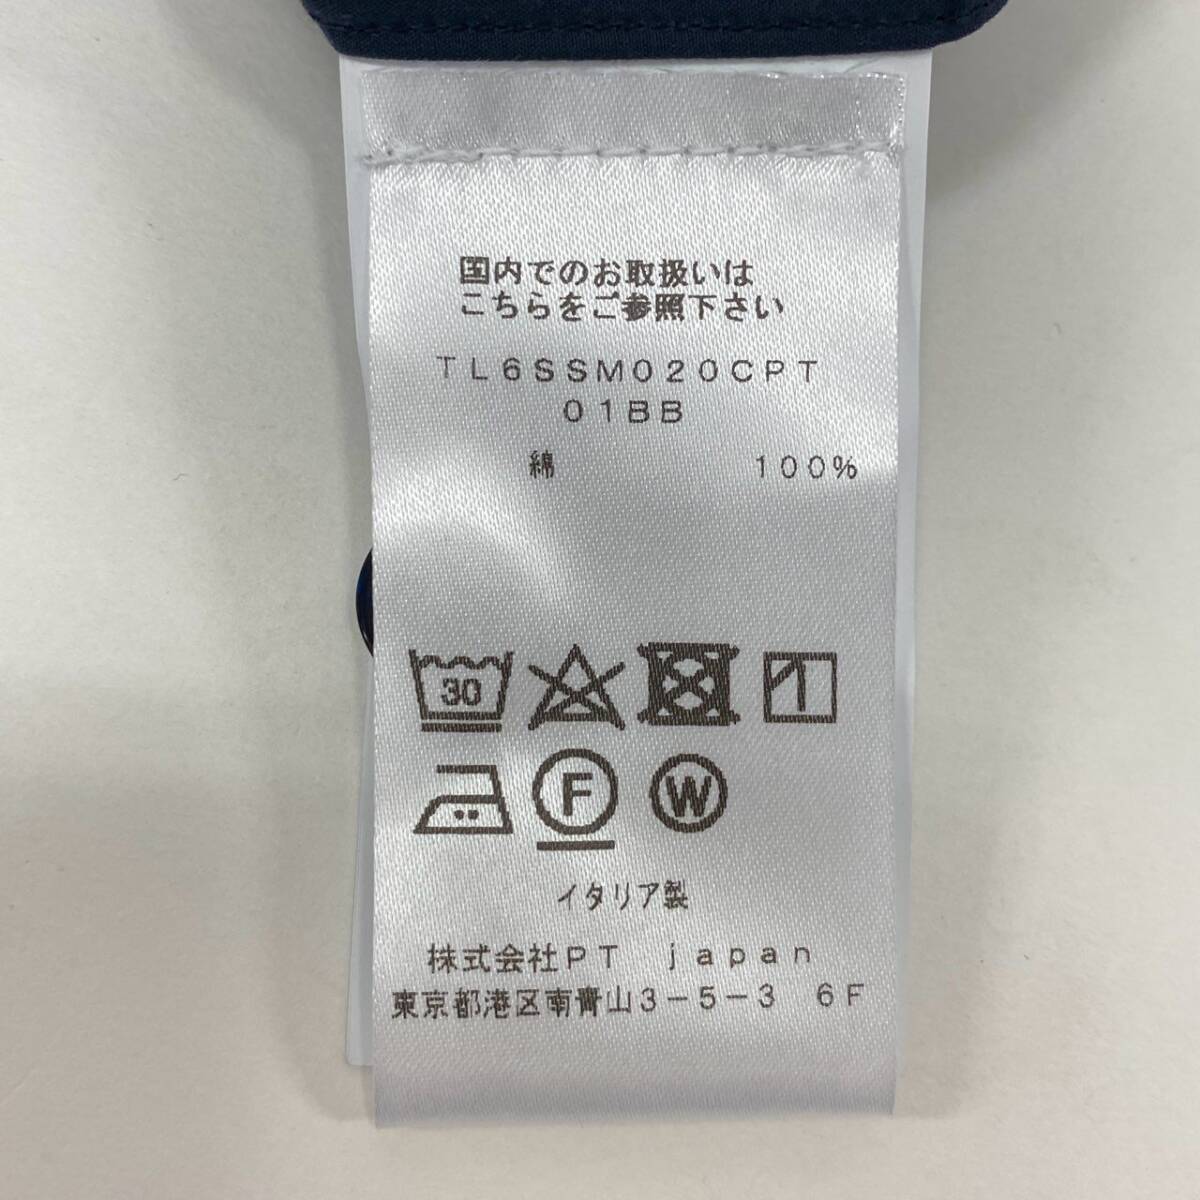 国内でのお取扱いは
こちらをご参照下さい
TL6SSM020CPT
01BB
綿 100%
30
F W
イタリア製
株式会社PT japan
東京都港区南青山3-5-3 6F